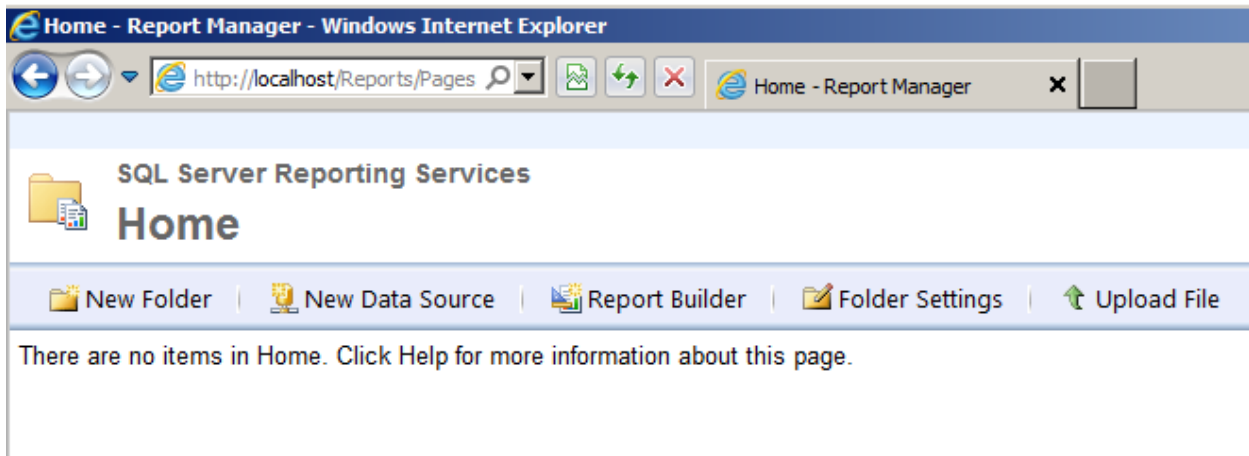 Home - Report Manager - Windows Internet Explorer
http://localhost/Reports/Pages
Home - Report Manager
SQL Server Reporting Services
Home
New Folder | New Data Source | Report Builder | Folder Settings | Upload File
There are no items in Home. Click Help for more information about this page.